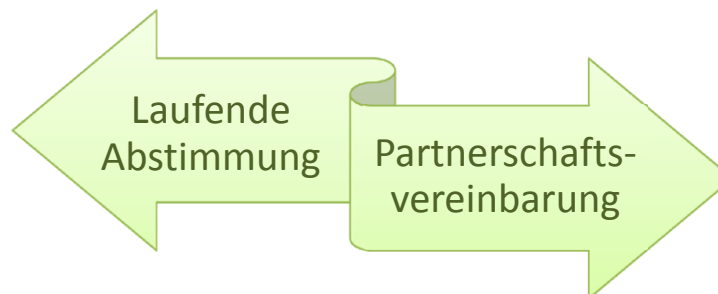 Laufende
Abstimmung
Partnerschafts-
vereinbarung